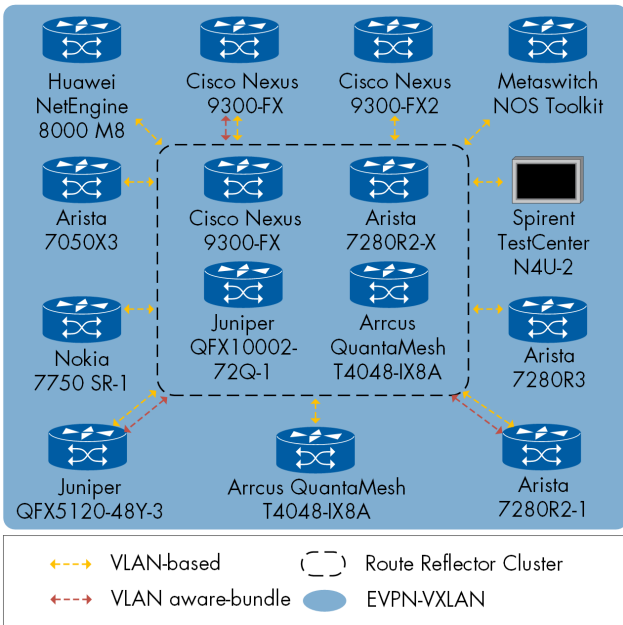 Huawei
NetEngine
8000 M8
Cisco Nexus
9300-FX
Cisco Nexus
9300-FX2
Metaswitch
NOS Toolkit
Arista
7050X3
Cisco Nexus
9300-FX
Arista
7280R2-X
Spirent
TestCenter
N4U-2
Nokia
7750 SR-1
Juniper
QFX10002-
72Q-1
Arrcus
QuantaMesh
T4048-IX8A
Arista
7280R3
Juniper
QFX5120-48Y-3
Arrcus QuantaMesh
T4048-IX8A
Arista
7280R2-1
VLAN-based
Route Reflector Cluster
VLAN aware-bundle
EVPN-VXLAN